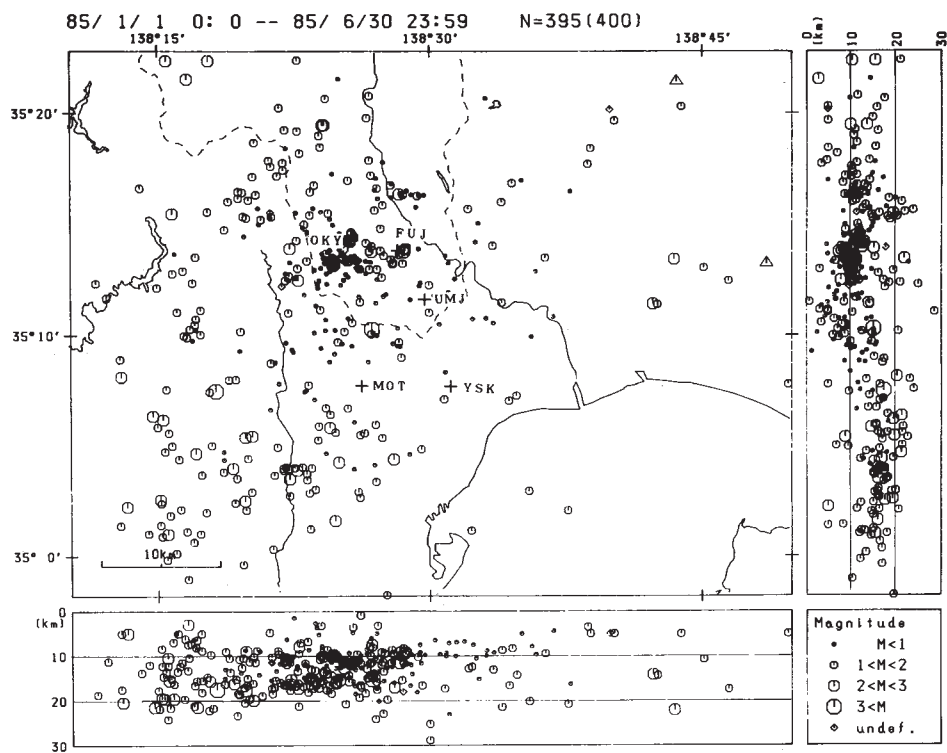 85/ 1/ 1 0: 0 -- 85/ 6/30 23:59 N=395(400)
138°15' 138°30' 138°45'
0 10 20 30
(km)
35°20'
OKY FUJ
UMJ
35°10'
MOT YSK
35° 0'
10km
0
(km)
10
20
30
Magnitude
M<1
1<M<2
2<M<3
3<M
undef.